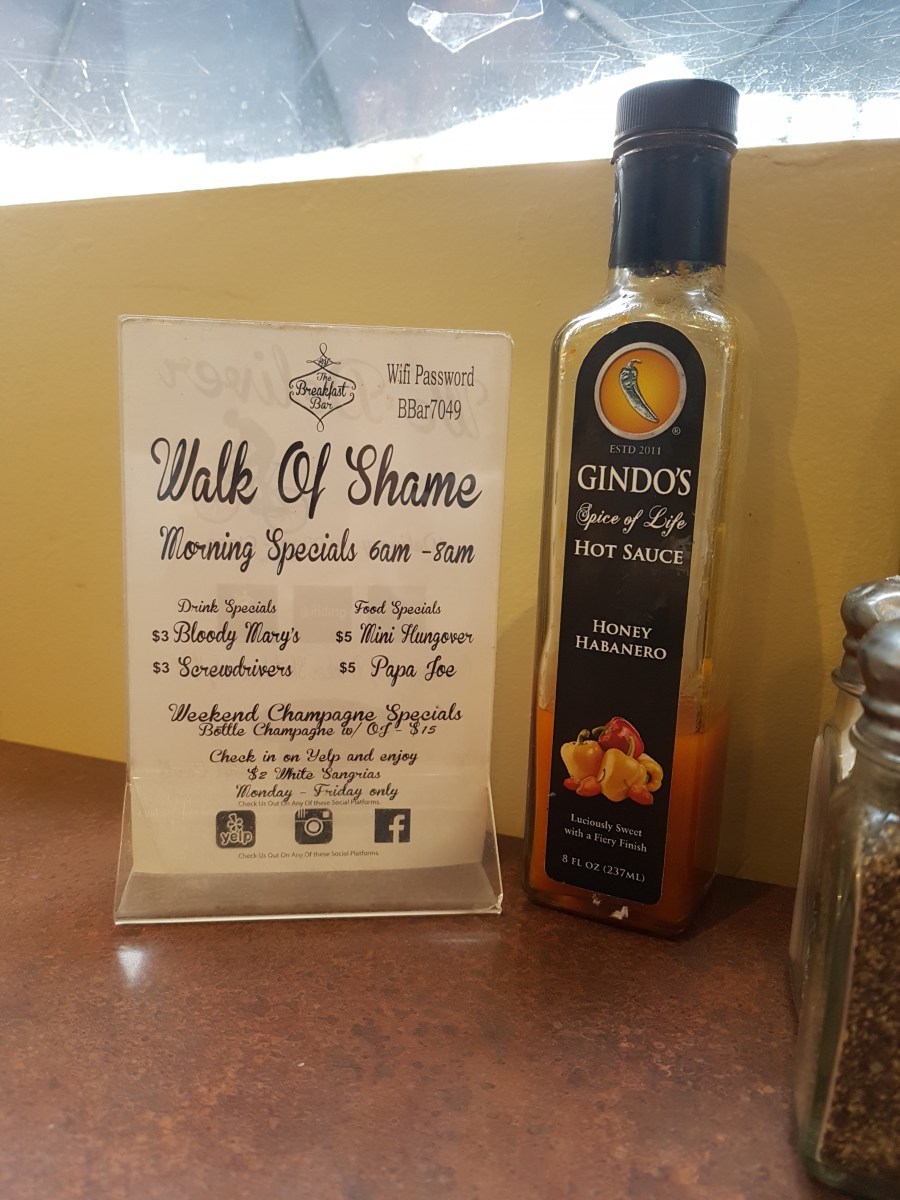 The
Breakfast
Bar
Wifi Password
BBar7049
Walk Of Shame
Morning Specials 6am -8am
Drink Specials
$3 Bloody Mary's
$3 Screwdrivers
Food Specials
$5 Mini Hungover
$5 Papa Joe
Weekend Champagne Specials
Bottle Champagne w/ OJ - $15
Check in on Yelp and enjoy
$2 White Sangrias
Monday - Friday only
Check Us Out On Any Of these Social Platforms.
yelp
Check Us Out On Any Of these Social Platforms.
®
ESTD 2011
GINDO'S
Spice of Life
HOT SAUCE
HONEY
HABANERO
Luciously Sweet
with a Fiery Finish
8 FL OZ (237ML)